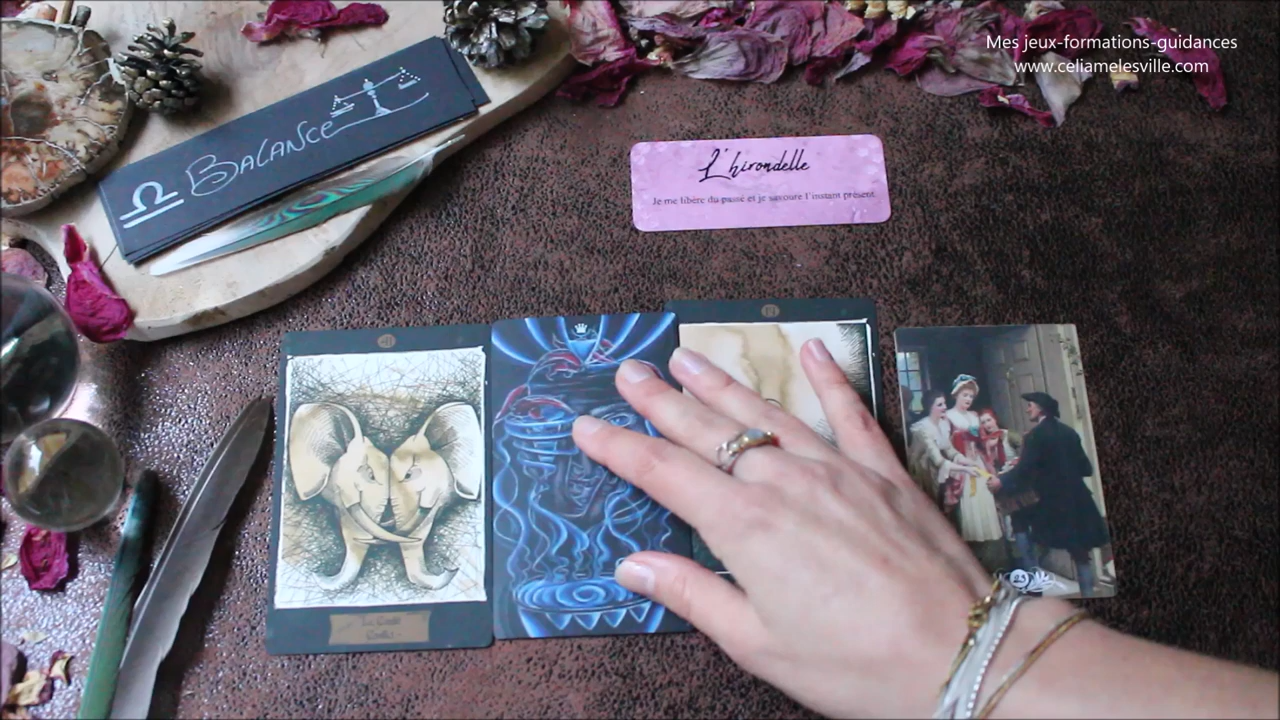 Mes jeux-formations-guidances
www.celiamelesville.com
♎ BALANCE
L'hirondelle
Je me libère du passé et je savoure l'instant présent
23